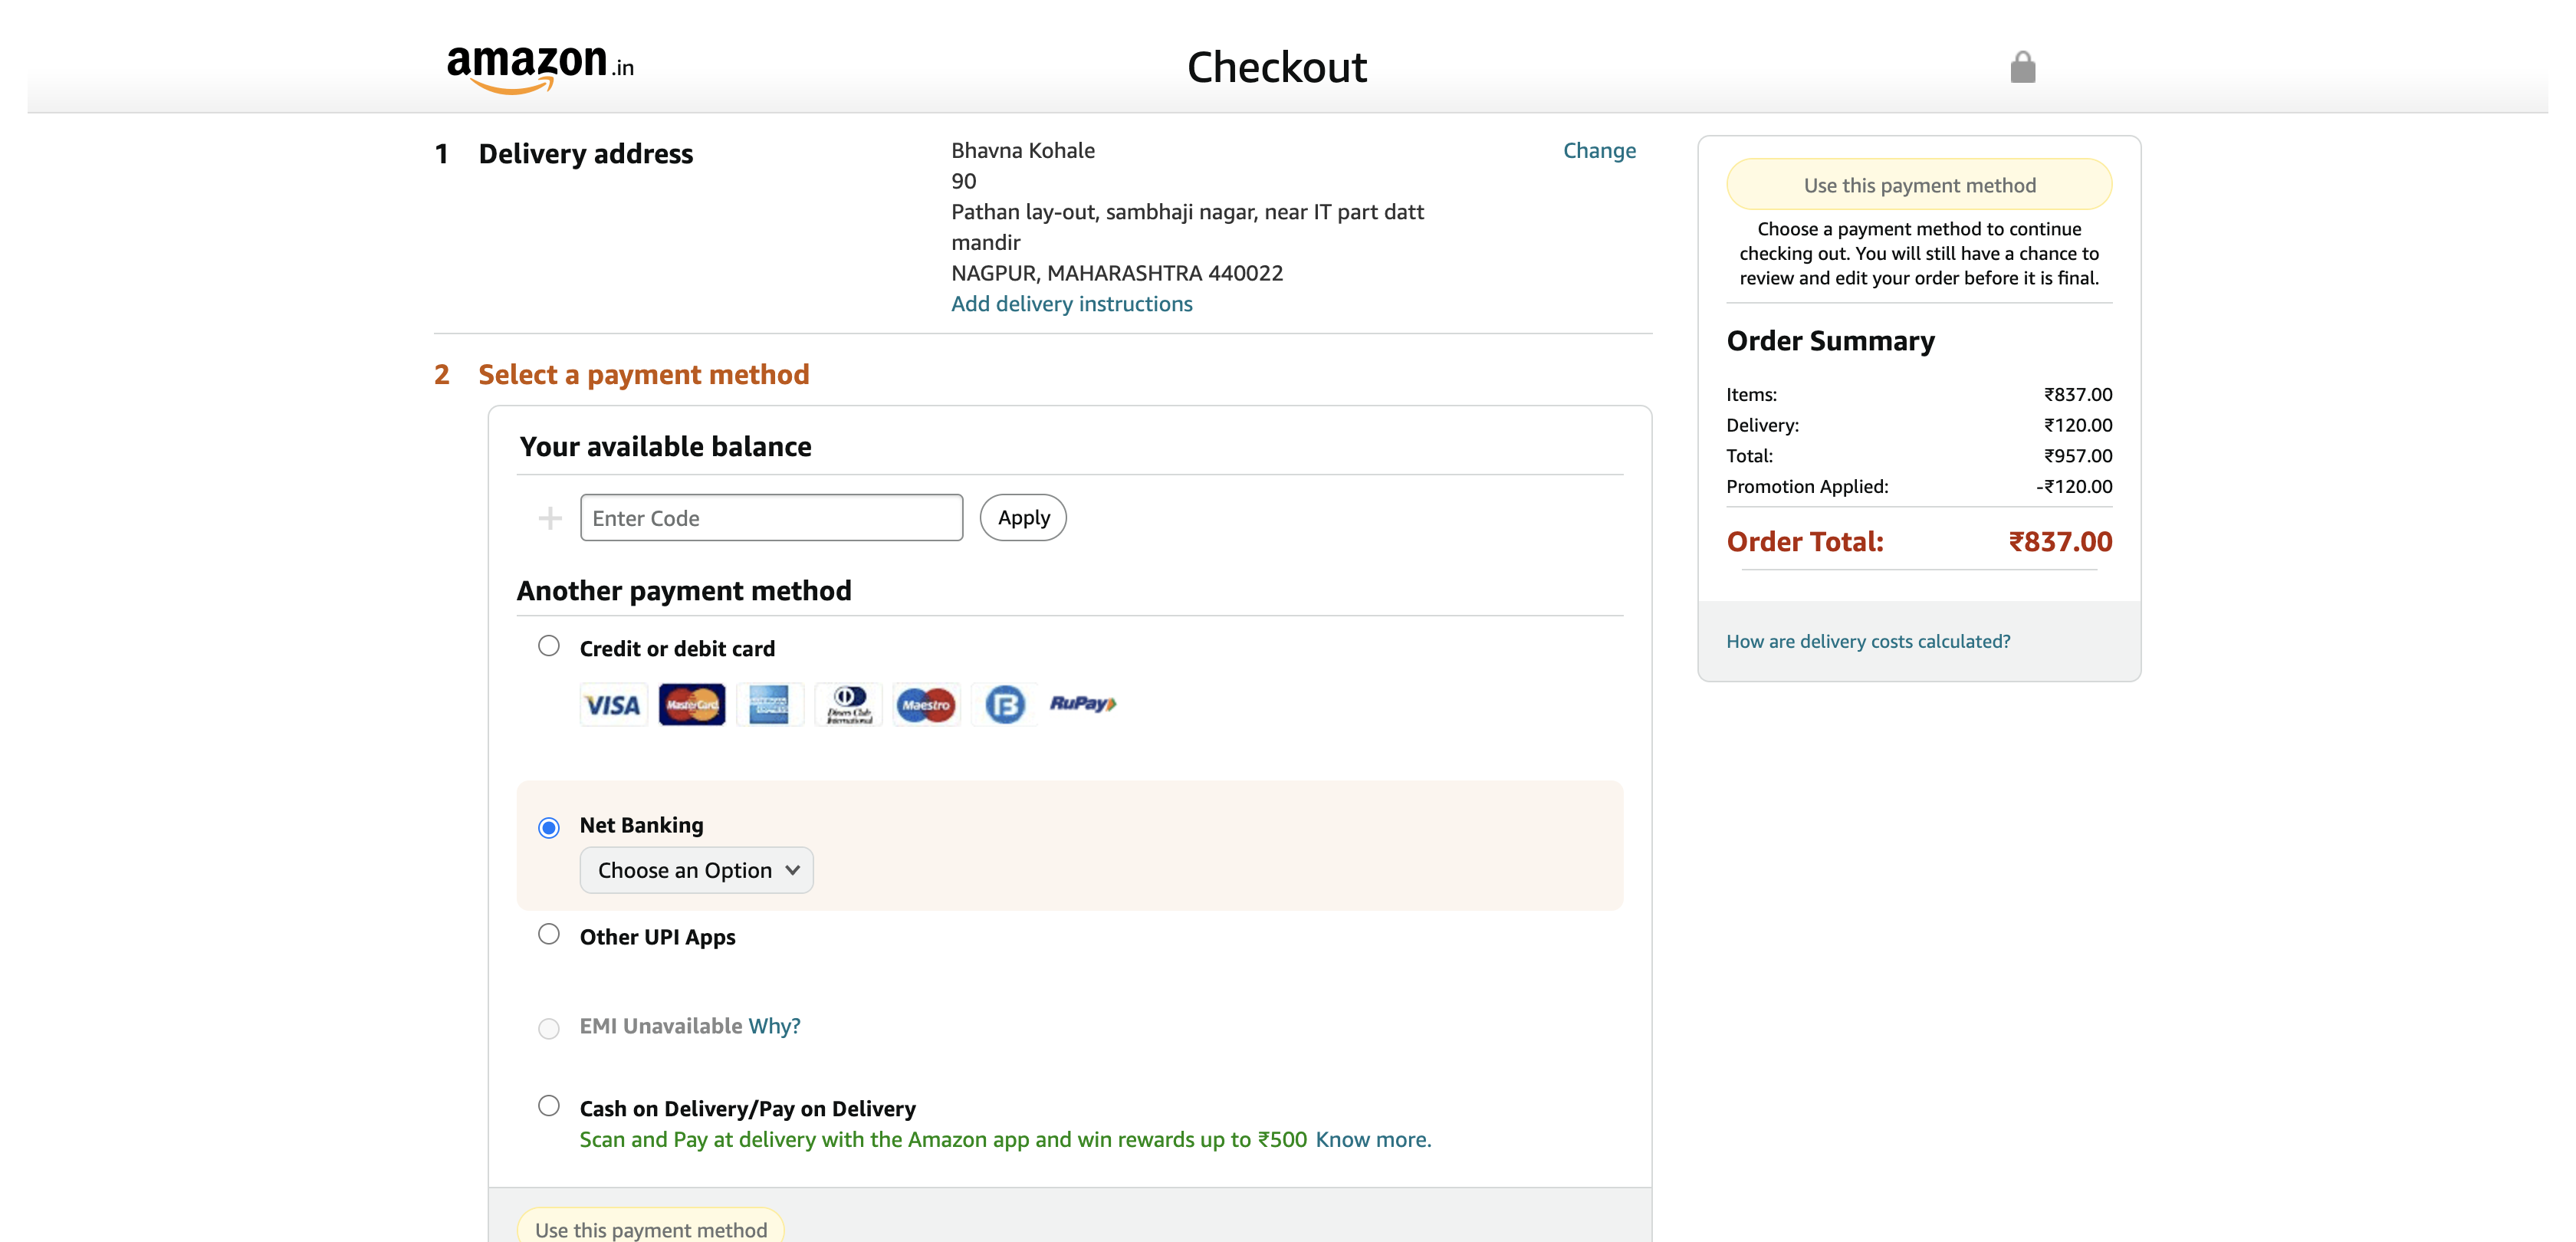 amazon.in
Checkout
1 Delivery address
Bhavna Kohale
90
Pathan lay-out, sambhaji nagar, near IT part datt
mandir
NAGPUR, MAHARASHTRA 440022
Add delivery instructions
Change
2 Select a payment method
Your available balance
Enter Code
Apply
Another payment method
Credit or debit card
VISA MasterCard AMERICAN EXPRESS Diners Club International Maestro B RuPay
Net Banking
Choose an Option
Other UPI Apps
EMI Unavailable Why?
Cash on Delivery/Pay on Delivery
Scan and Pay at delivery with the Amazon app and win rewards up to ₹500 Know more.
Use this payment method
Use this payment method
Choose a payment method to continue
checking out. You will still have a chance to
review and edit your order before it is final.
Order Summary
Items: ₹837.00
Delivery: ₹120.00
Total: ₹957.00
Promotion Applied: -₹120.00
Order Total: ₹837.00
How are delivery costs calculated?